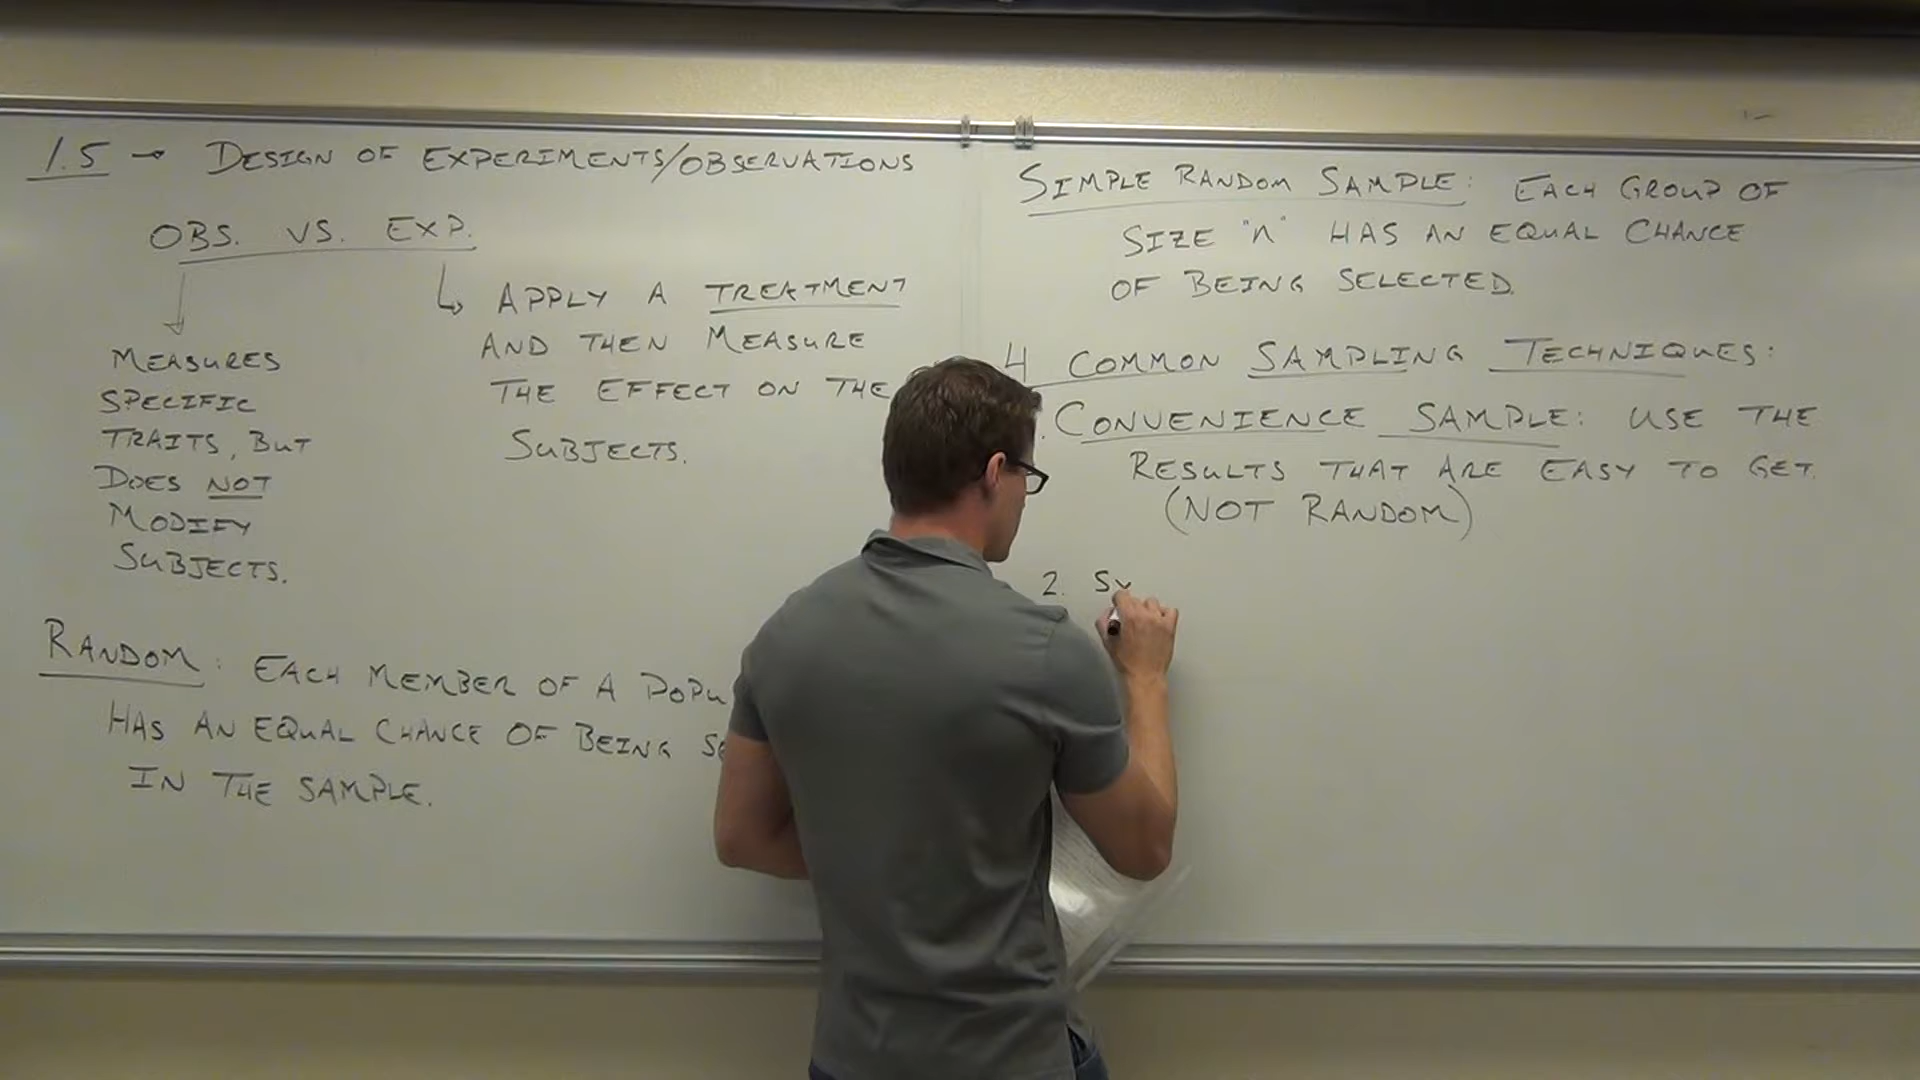 1.5 → DESIGN OF EXPERIMENTS/OBSERVATIONS
OBS. VS. EXP.
↳ APPLY A TREATMENT
AND THEN MEASURE
THE EFFECT ON THE
SUBJECTS.
MEASURES
SPECIFIC
TRAITS, BUT
DOES NOT
MODIFY
SUBJECTS.
RANDOM: EACH MEMBER OF A POPU
HAS AN EQUAL CHANCE OF BEING SE
IN THE SAMPLE.
SIMPLE RANDOM SAMPLE: EACH GROUP OF
SIZE "n" HAS AN EQUAL CHANCE
OF BEING SELECTED.
4 COMMON SAMPLING TECHNIQUES:
. CONVENIENCE SAMPLE: USE THE
RESULTS THAT ARE EASY TO GET.
(NOT RANDOM)
2. Sy